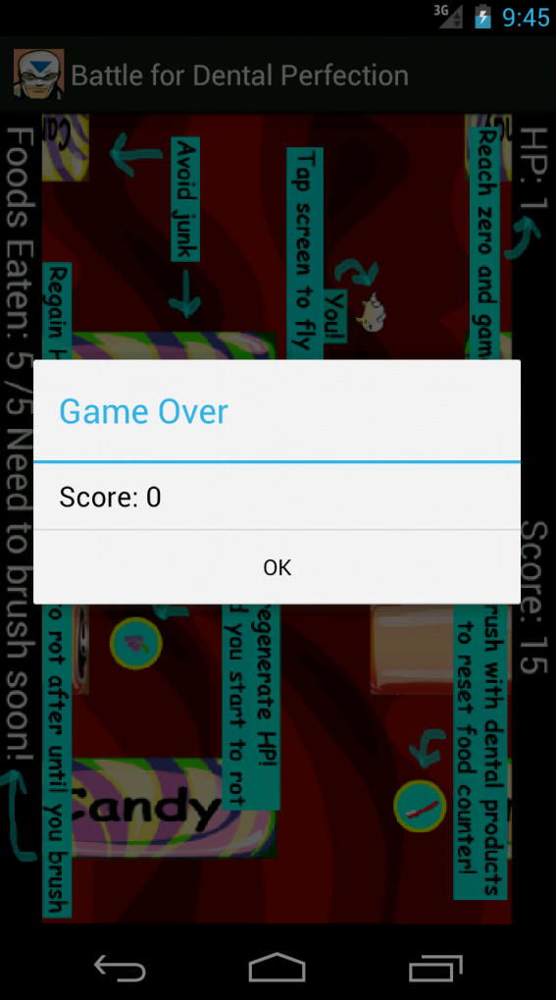 3G 9:45
Battle for Dental Perfection
HP: 1
Score: 15
Reach zero and gam
rush with dental products
to reset food counter!
Tap screen to fly
You!
Avoid junk
egenerate HP!
you start to rot
Regain H
o rot after until you brush
Candy
Foods Eaten: 5 /5 Need to brush soon!
Game Over
Score: 0
OK